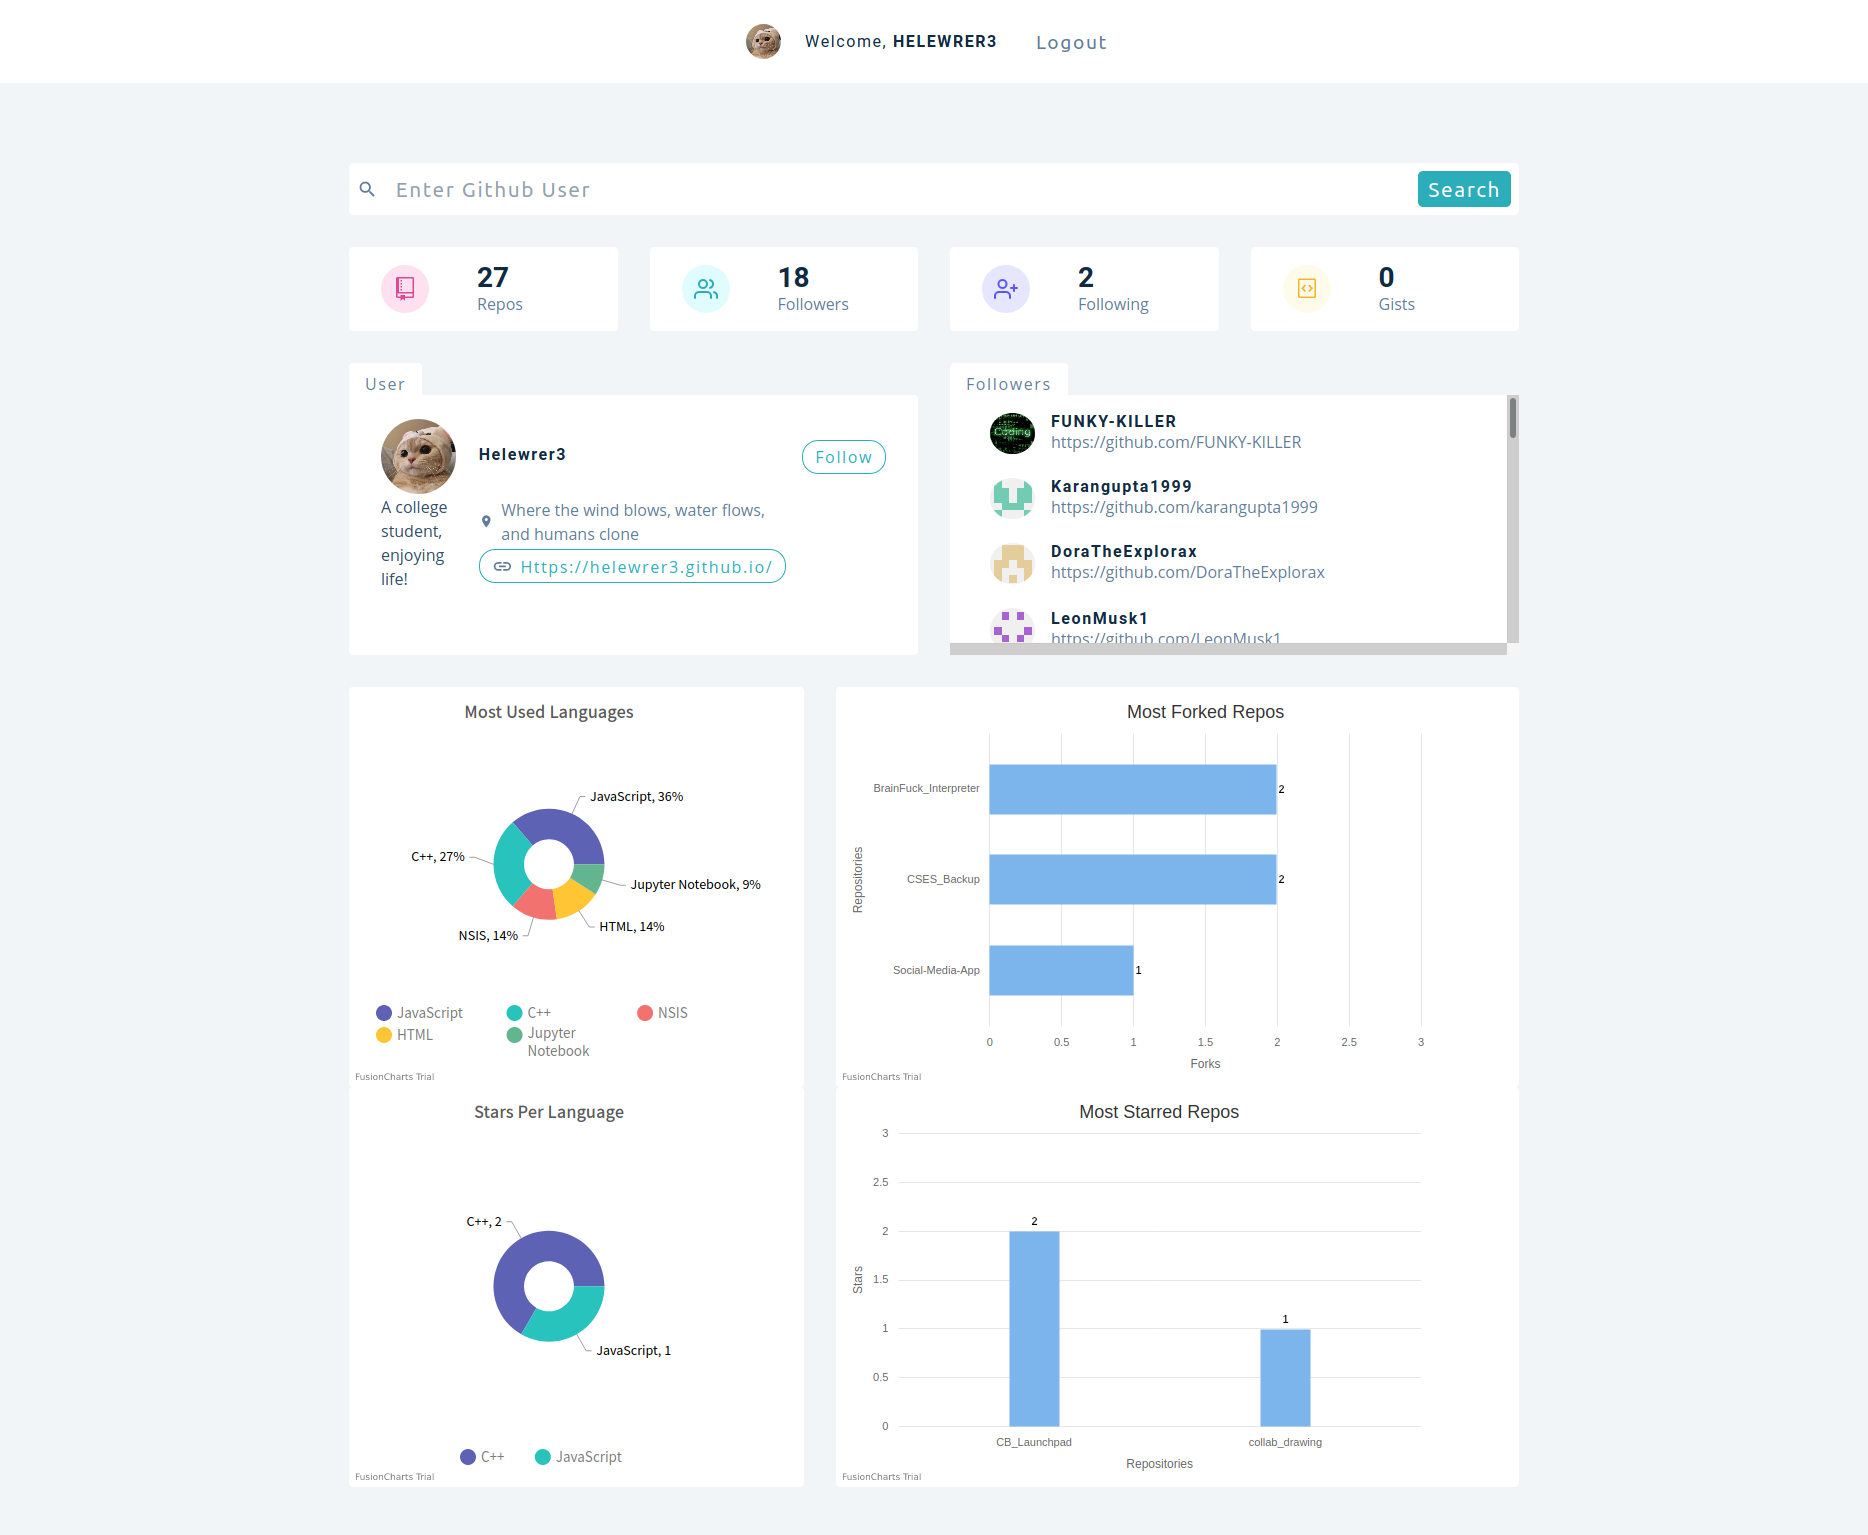 Welcome, HELEWRER3
Logout
Enter Github User
Search
27
Repos
18
Followers
2
Following
0
Gists
User
Helewrer3
Follow
A college
student,
enjoying
life!
Where the wind blows, water flows,
and humans clone
Https://helewrer3.github.io/
Followers
Coding
FUNKY-KILLER
https://github.com/FUNKY-KILLER
Karangupta1999
https://github.com/karangupta1999
DoraTheExplorax
https://github.com/DoraTheExplorax
LeonMusk1
https://github.com/LeonMusk1
Most Used Languages
JavaScript, 36%
C++, 27%
Jupyter Notebook, 9%
HTML, 14%
NSIS, 14%
JavaScript
C++
NSIS
HTML
Jupyter
Notebook
FusionCharts Trial
Most Forked Repos
Repositories
BrainFuck_Interpreter
2
CSES_Backup
2
Social-Media-App
1
0 0.5 1 1.5 2 2.5 3
Forks
FusionCharts Trial
Stars Per Language
C++, 2
JavaScript, 1
C++
JavaScript
FusionCharts Trial
Most Starred Repos
Stars
3
2.5
2
1.5
1
0.5
0
2
1
CB_Launchpad
collab_drawing
Repositories
FusionCharts Trial